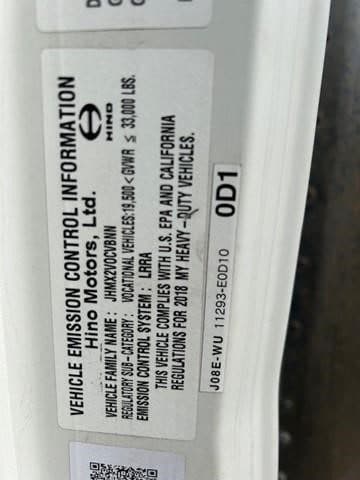 VEHICLE EMISSION CONTROL INFORMATION
Hino Motors, Ltd.
HINO
VEHICLE FAMILY NAME : JHMX2VOCVBNN
REGULATORY SUB-CATEGORY : VOCATIONAL VEHICLES:19,500<GVWR ≤ 33,000 LBS.
EMISSION CONTROL SYSTEM : LRRA
THIS VEHICLE COMPLIES WITH U.S. EPA AND CALIFORNIA
REGULATIONS FOR 2018 MY HEAVY-DUTY VEHICLES.
J08E-WU 11293-E0D10
0D1